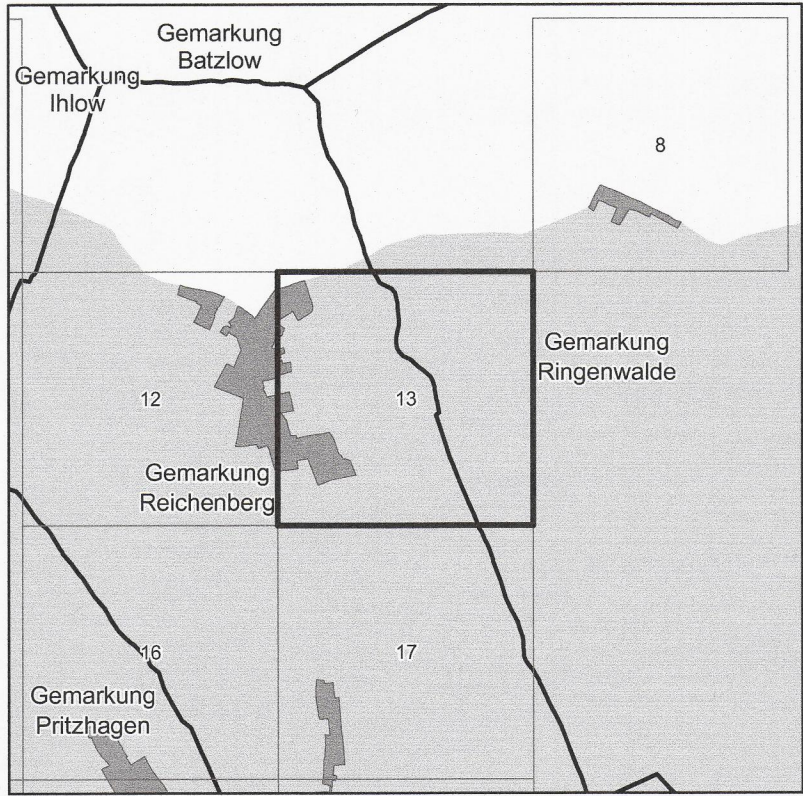 Gemarkung
Batzlow
Gemarkung
Ihlow
8
Gemarkung
Ringenwalde
12
13
Gemarkung
Reichenberg
16
17
Gemarkung
Pritzhagen